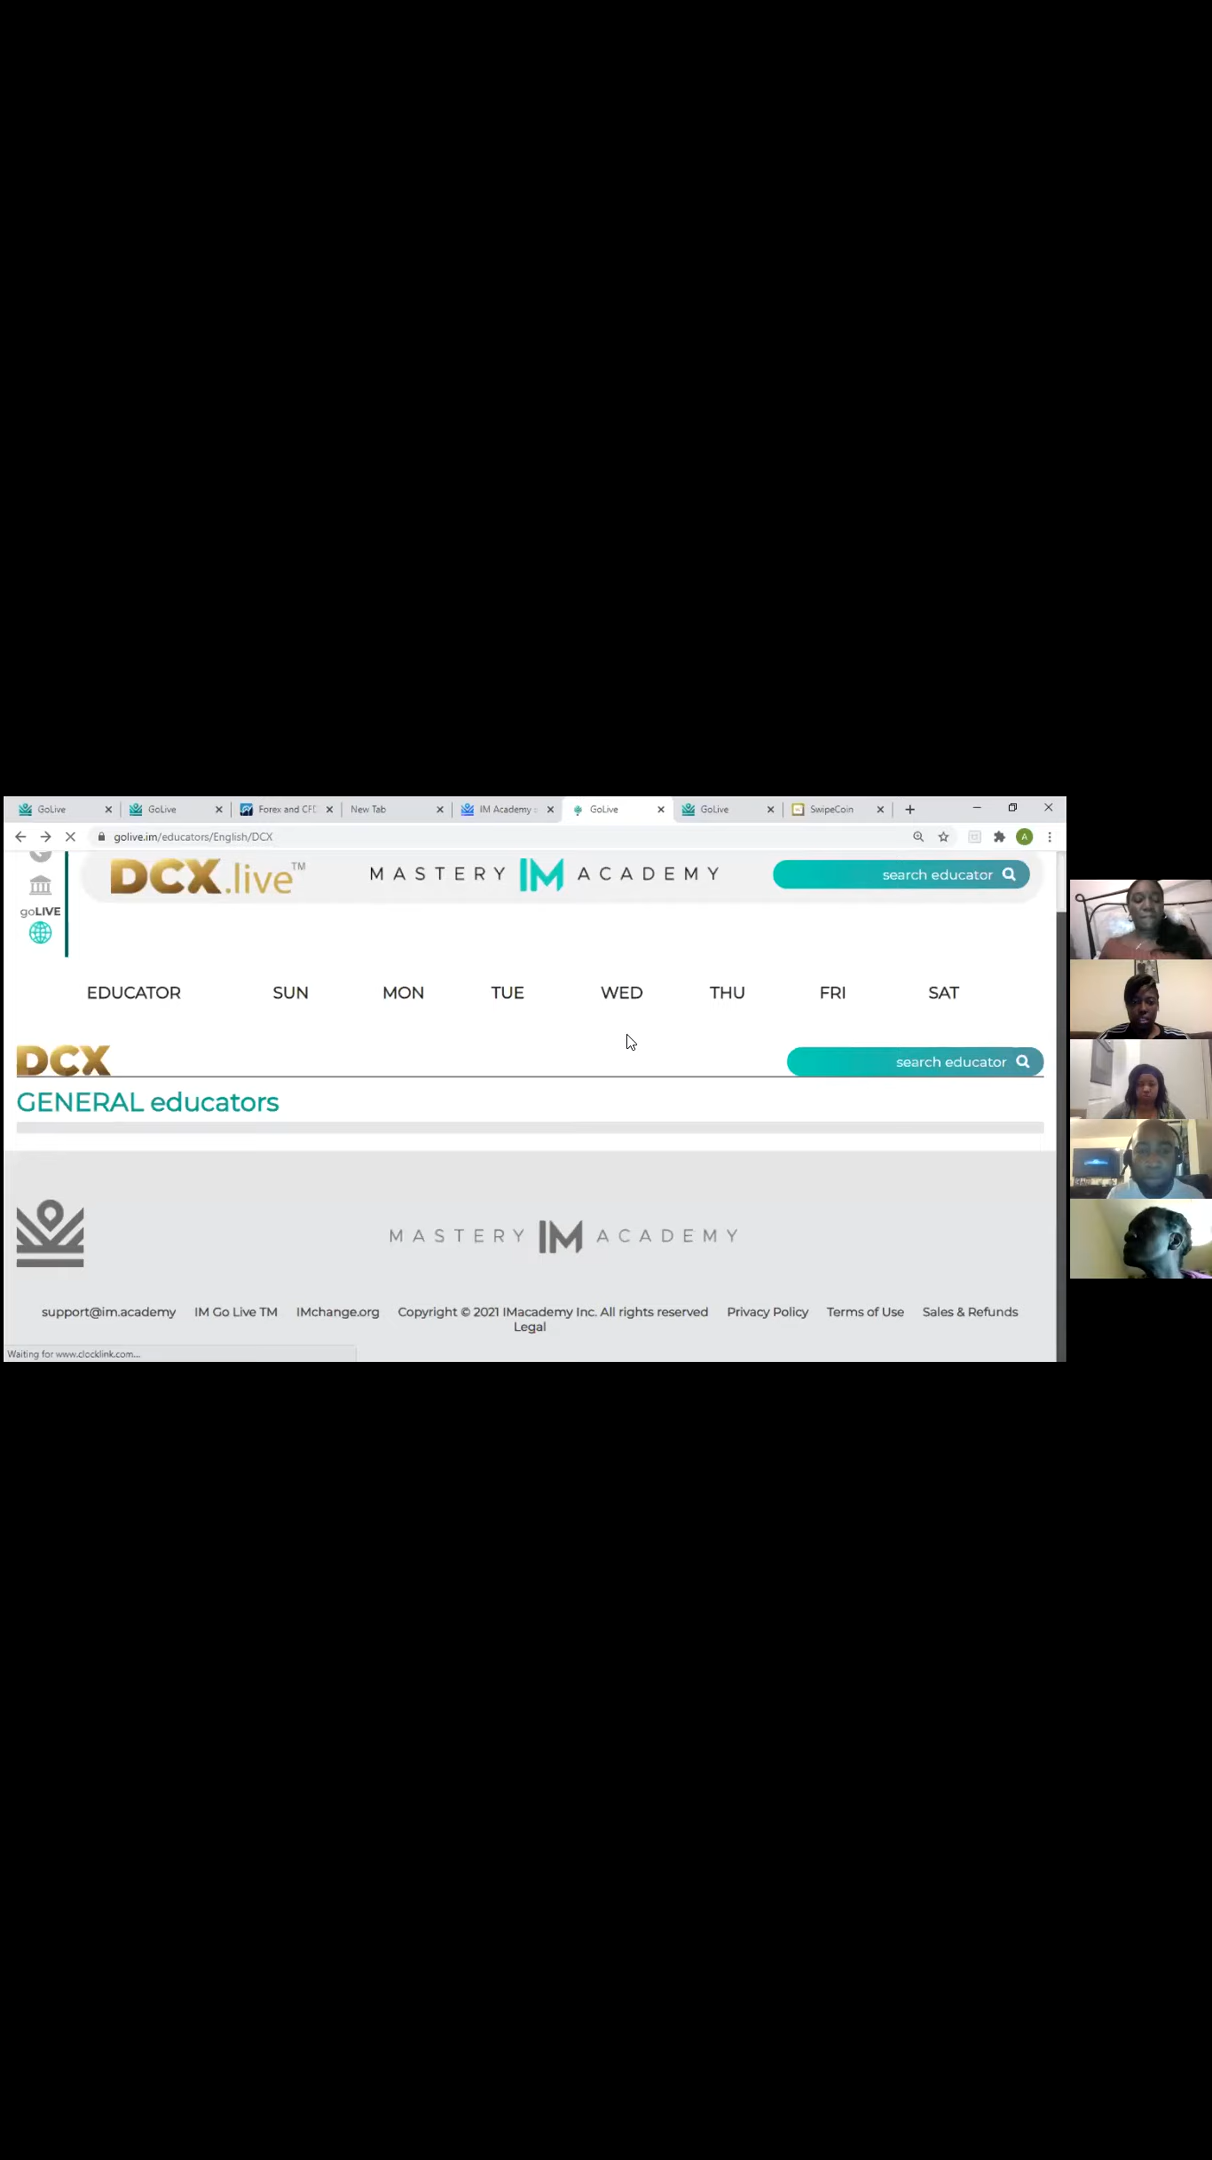 GoLive GoLive Forex and CFD New Tab IM Academy GoLive GoLive SwipeCoin
golive.im/educators/English/DCX
DCX.live™ MASTERY IM ACADEMY search educator
goLIVE
EDUCATOR SUN MON TUE WED THU FRI SAT
DCX search educator
GENERAL educators
MASTERY IM ACADEMY
support@im.academy IM Go Live TM IMchange.org Copyright © 2021 IMacademy Inc. All rights reserved Privacy Policy Terms of Use Sales & Refunds
Legal
Waiting for www.clocklink.com...